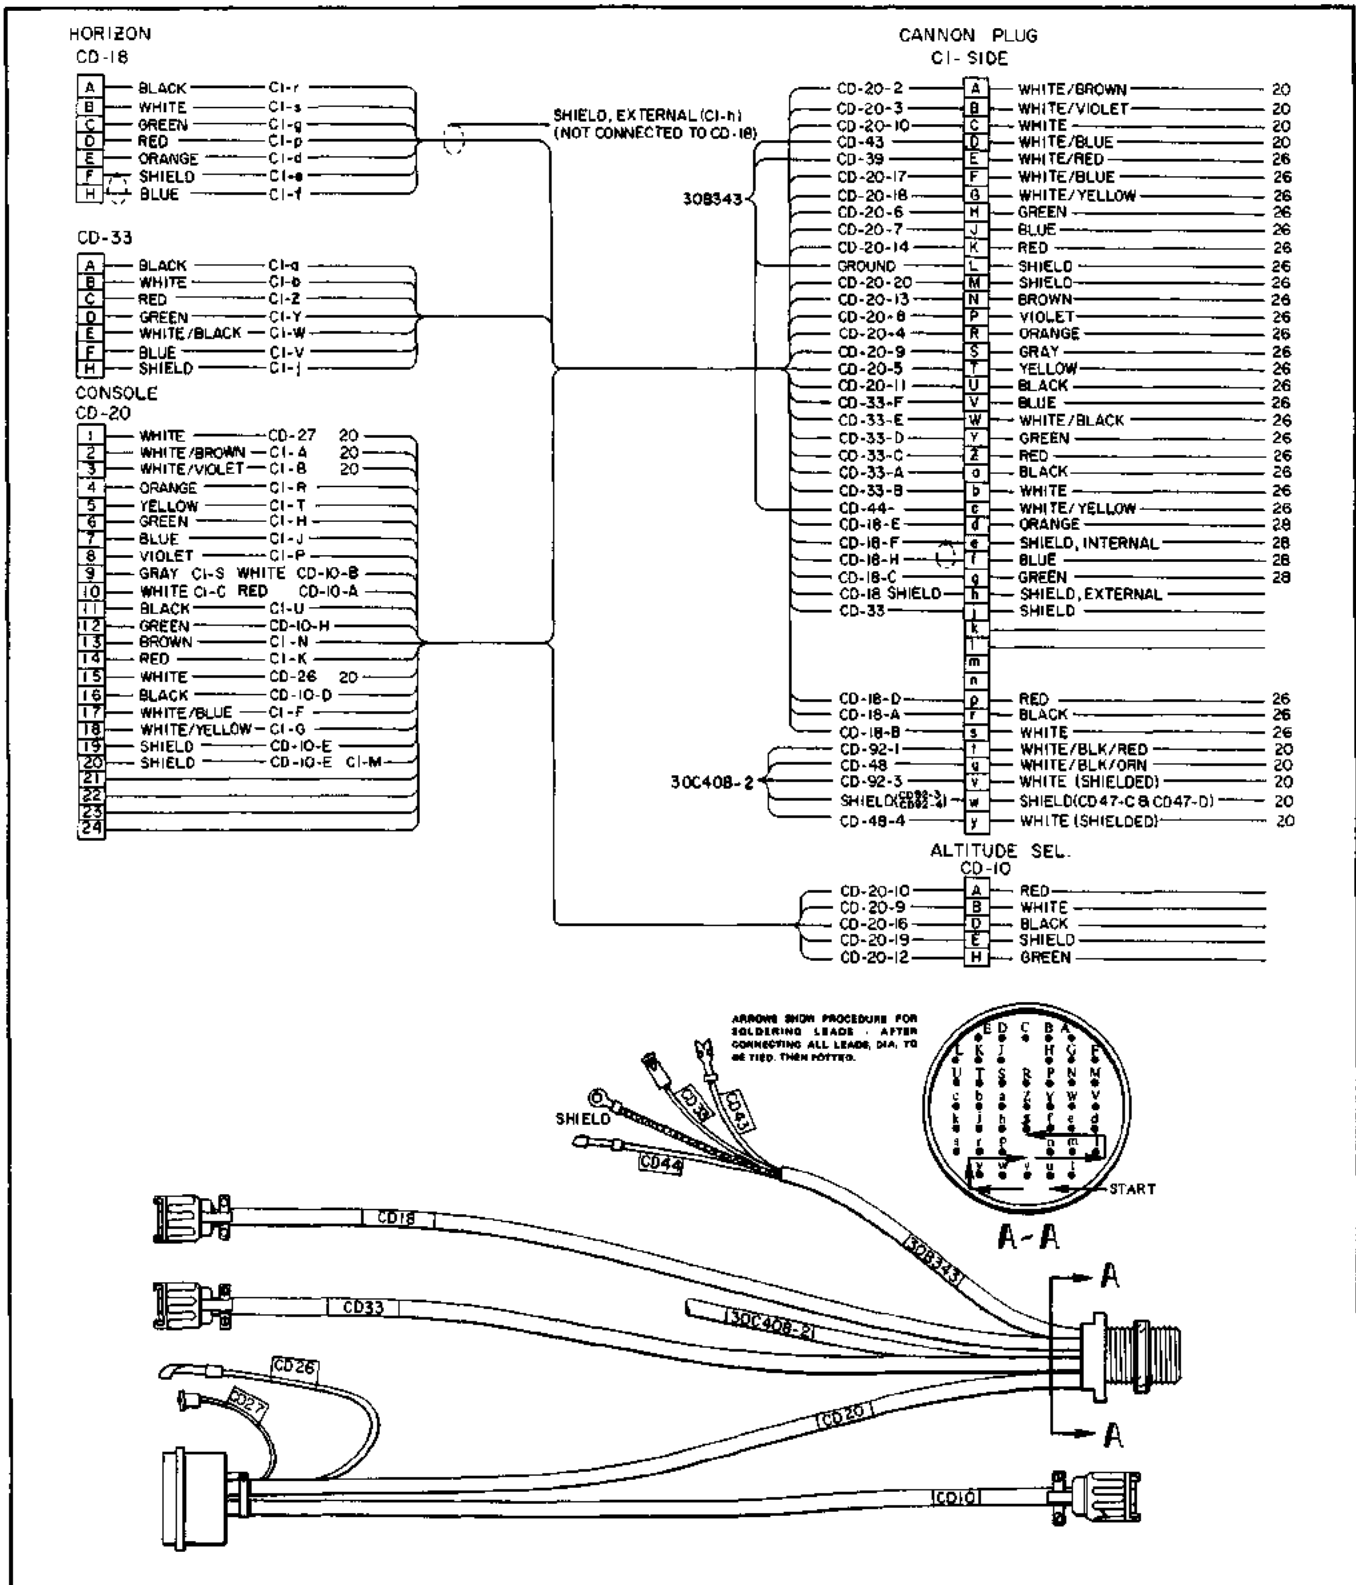 HORIZON
CD-18
A BLACK CI-r
B WHITE CI-s
C GREEN CI-g
D RED CI-p
E ORANGE CI-d
F SHIELD CI-e
H BLUE CI-f
SHIELD, EXTERNAL (CI-h)
(NOT CONNECTED TO CD-18)
CD-33
A BLACK CI-a
B WHITE CI-b
C RED CI-Z
D GREEN CI-Y
E WHITE/BLACK CI-W
F BLUE CI-V
H SHIELD CI-j
CONSOLE
CD-20
1 WHITE CD-27 20
2 WHITE/BROWN CI-A 20
3 WHITE/VIOLET CI-B 20
4 ORANGE CI-R
5 YELLOW CI-T
6 GREEN CI-H
7 BLUE CI-J
8 VIOLET CI-P
9 GRAY CI-S WHITE CD-10-B
10 WHITE CI-C RED CD-10-A
11 BLACK CI-U
12 GREEN CD-10-H
13 BROWN CI-N
14 RED CI-K
15 WHITE CD-26 20
16 BLACK CD-10-D
17 WHITE/BLUE CI-F
18 WHITE/YELLOW CI-G
19 SHIELD CD-10-E
20 SHIELD CD-10-E CI-M
21
22
23
24
CANNON PLUG
CI-SIDE
CD-20-2 A WHITE/BROWN 20
CD-20-3 B WHITE/VIOLET 20
CD-20-10 C WHITE 20
CD-43 D WHITE/BLUE 20
CD-39 E WHITE/RED 26
CD-20-17 F WHITE/BLUE 26
CD-20-18 G WHITE/YELLOW 26
CD-20-6 H GREEN 26
CD-20-7 J BLUE 26
CD-20-14 K RED 26
GROUND L SHIELD 26
CD-20-20 M SHIELD 26
CD-20-13 N BROWN 26
CD-20-8 P VIOLET 26
CD-20-4 R ORANGE 26
CD-20-9 S GRAY 26
CD-20-5 T YELLOW 26
CD-20-11 U BLACK 26
CD-33-F V BLUE 26
CD-33-E W WHITE/BLACK 26
CD-33-D Y GREEN 26
CD-33-C Z RED 26
CD-33-A a BLACK 26
CD-33-B b WHITE 26
CD-44- c WHITE/YELLOW 26
CD-18-E d ORANGE 28
CD-18-F e SHIELD, INTERNAL 28
CD-18-H f BLUE 28
CD-18-C g GREEN 28
CD-18 SHIELD h SHIELD, EXTERNAL
CD-33 j SHIELD
k
l
m
n
CD-18-D p RED 26
CD-18-A r BLACK 26
CD-18-B s WHITE 26
CD-92-1 t WHITE/BLK/RED 20
CD-48 u WHITE/BLK/ORN 20
CD-92-3 v WHITE (SHIELDED) 20
SHIELD(CD92-3 CD92-4) w SHIELD(CD47-C&CD47-D) 20
CD-48-4 y WHITE (SHIELDED) 20
30B343
30C408-2
ALTITUDE SEL.
CD-10
CD-20-10 A RED
CD-20-9 B WHITE
CD-20-16 D BLACK
CD-20-19 E SHIELD
CD-20-12 H GREEN
ARROWS SHOW PROCEDURE FOR
SOLDERING LEADS - AFTER
CONNECTING ALL LEADS, DIA. TO
BE TIED. THEN POTTED.
E D C B A
L K J H G F
U T S R P N M
c b a Z Y W V
k j h g f e d
s r p n m l
y w v u t
START
A-A
SHIELD
CD39
CD43
CD44
CD18
30B343
A
CD33
30C408-2
CD26
CD27
CD20
A
CD10